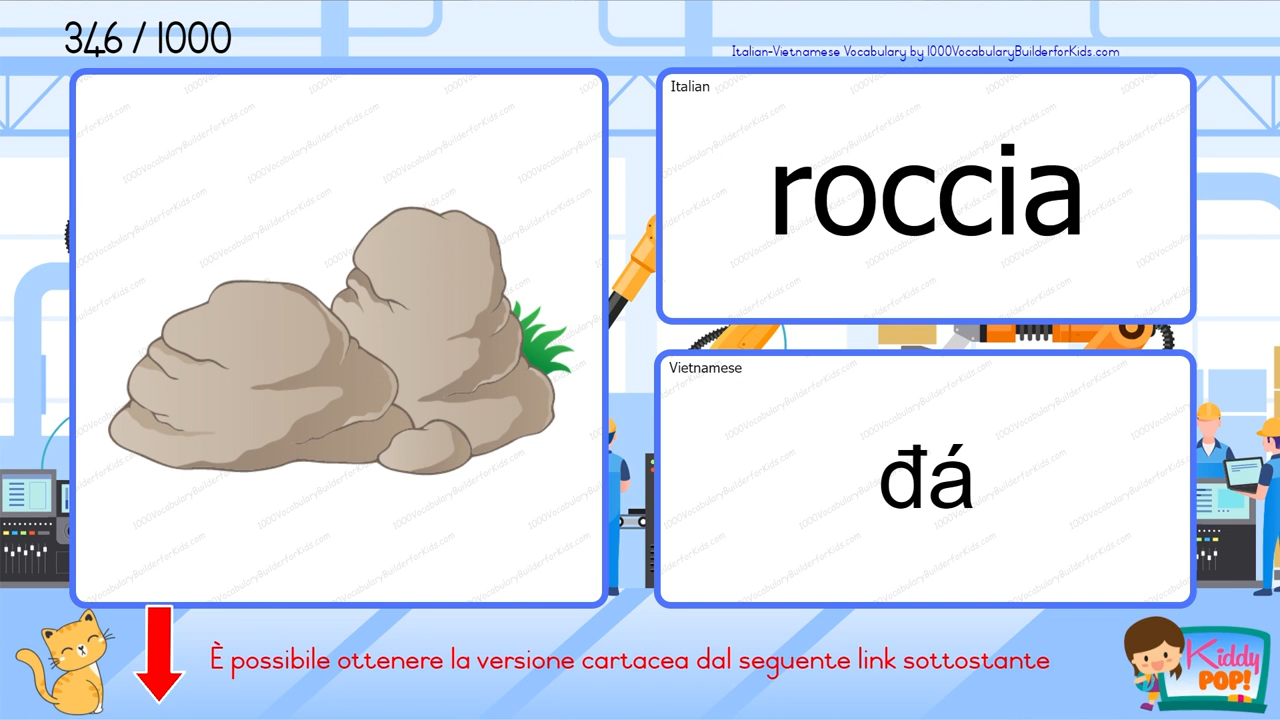 346 / 1000
Italian-Vietnamese Vocabulary by 1000VocabularyBuilderforKids.com
Italian
roccia
Vietnamese
đá
È possibile ottenere la versione cartacea dal seguente link sottostante
Kiddy
POP!